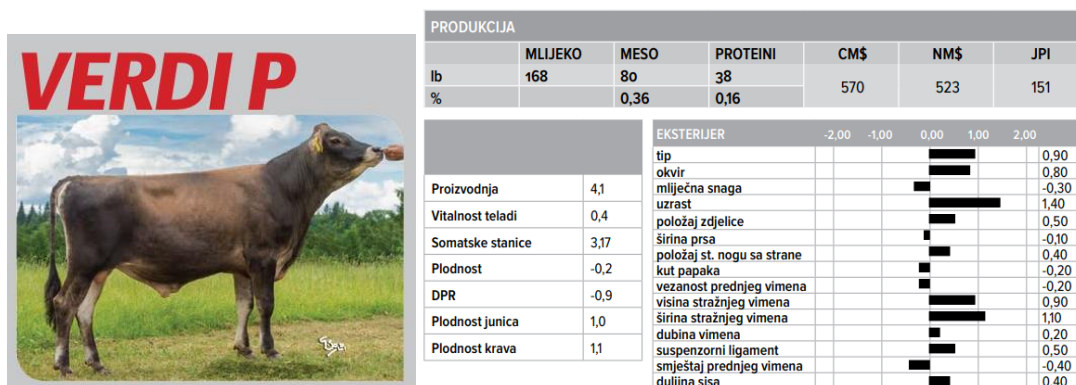 VERDI P
PRODUKCIJA
MLIJEKO MESO PROTEINI CM$ NM$ JPI
lb 168 80 38 570 523 151
% 0,36 0,16
Proizvodnja 4,1
Vitalnost teladi 0,4
Somatske stanice 3,17
Plodnost -0,2
DPR -0,9
Plodnost junica 1,0
Plodnost krava 1,1
EKSTERIJER -2,00 -1,00 0,00 1,00 2,00
tip 0,90
okvir 0,80
mliječna snaga -0,30
uzrast 1,40
položaj zdjelice 0,50
širina prsa -0,10
položaj st. nogu sa strane 0,40
kut papaka -0,20
vezanost prednjeg vimena -0,20
visina stražnjeg vimena 0,90
širina stražnjeg vimena 1,10
dubina vimena 0,20
suspenzorni ligament 0,50
smještaj prednjeg vimena -0,40
duljina sisa 0,40